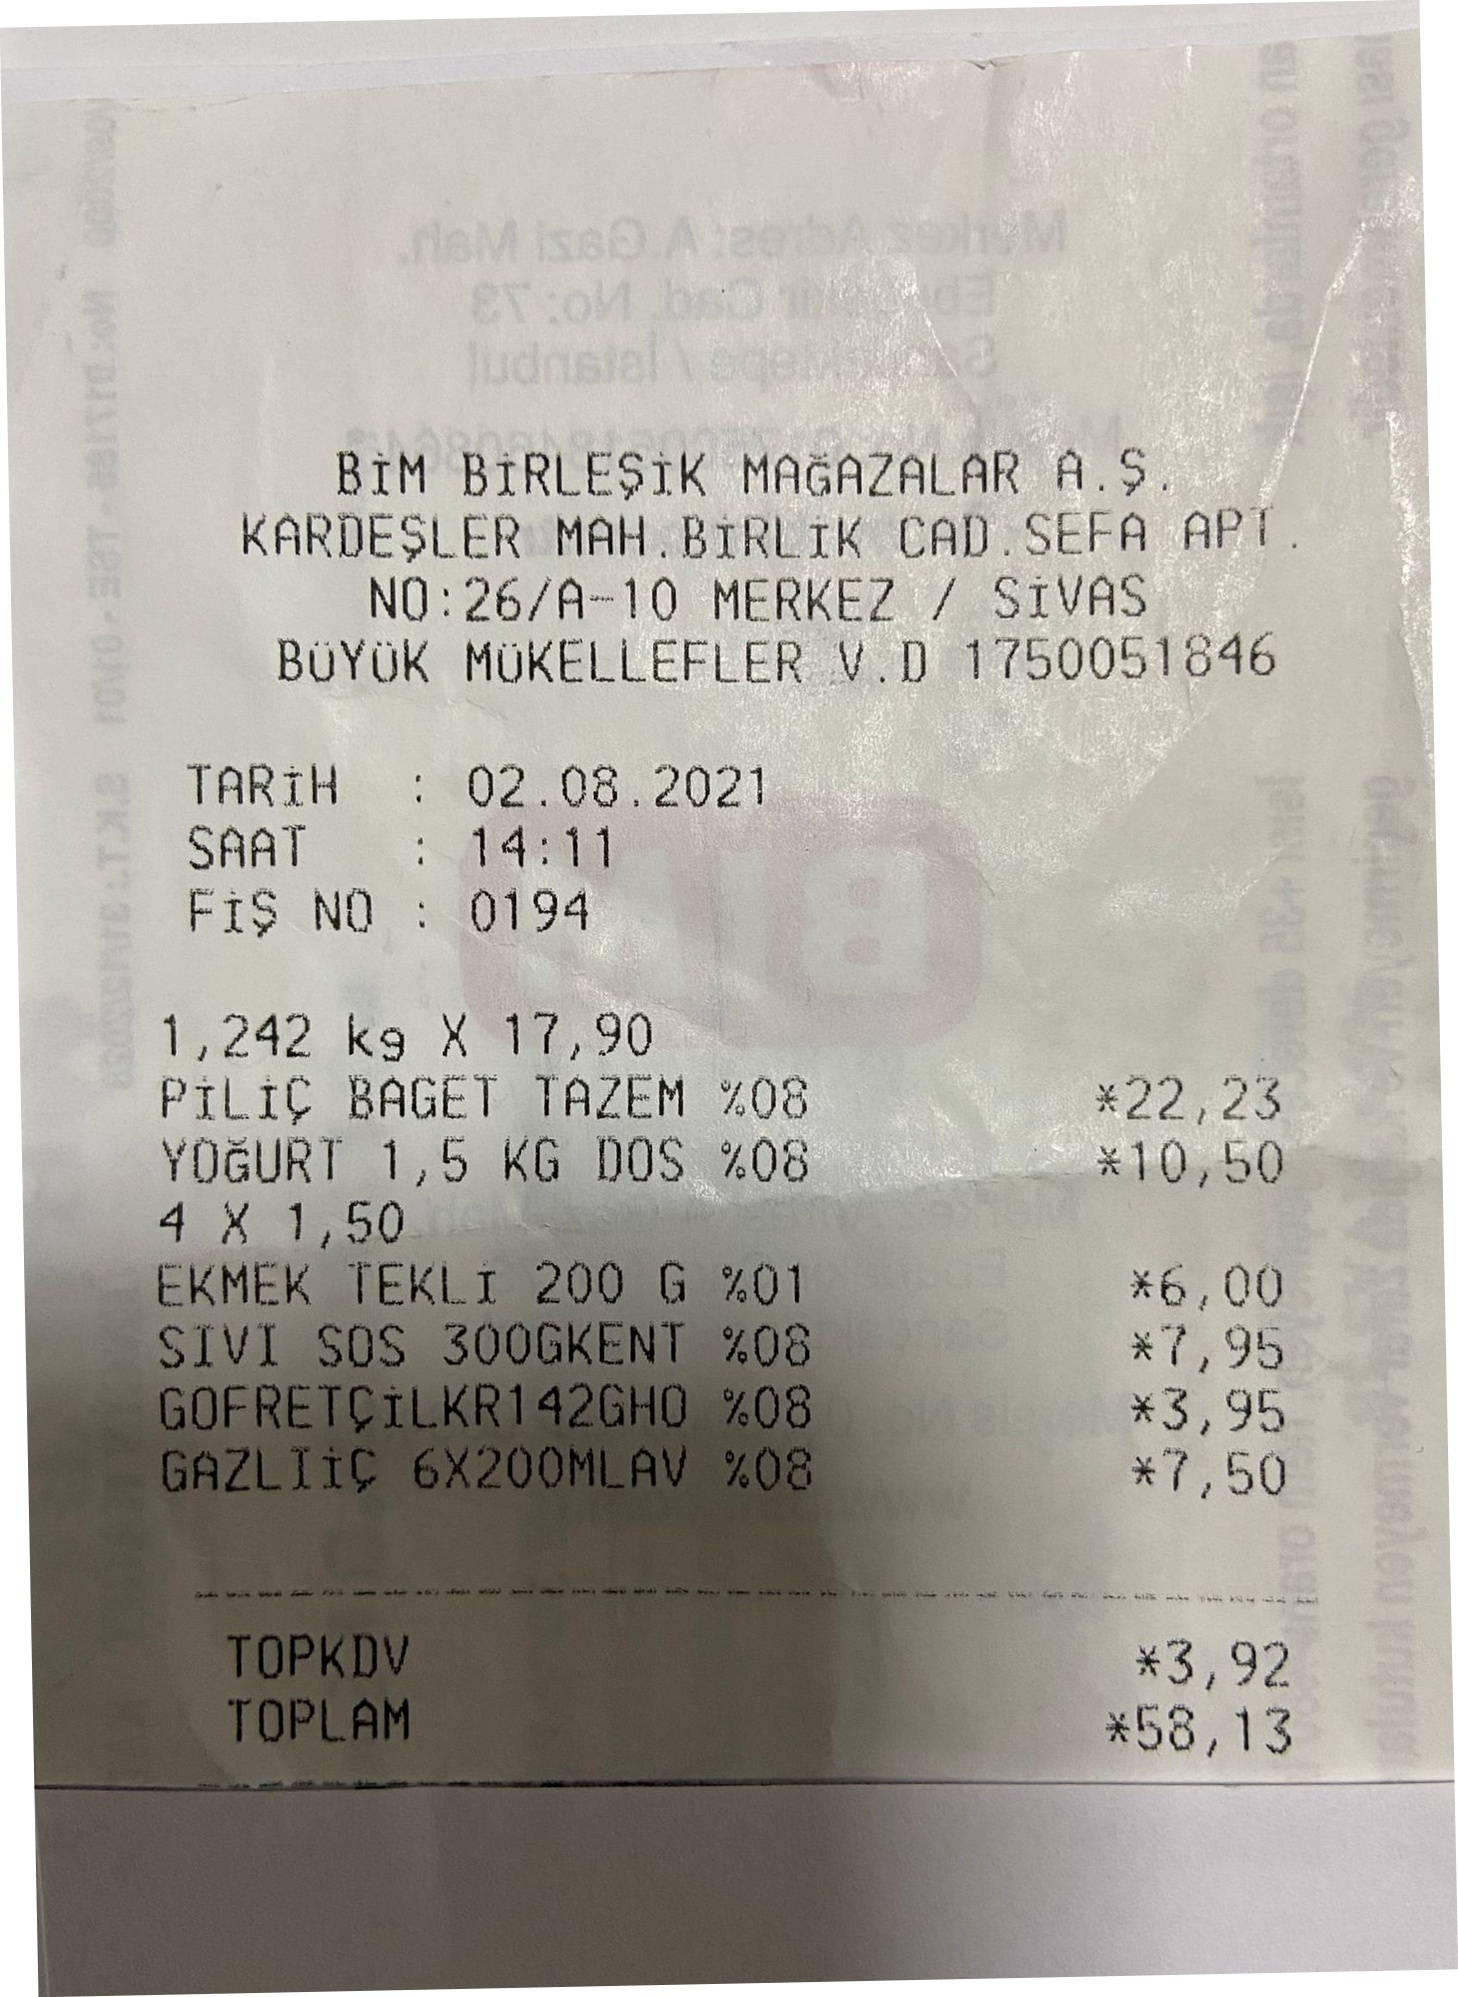 BİM BİRLEŞİK MAĞAZALAR A.Ş.
KARDEŞLER MAH.BİRLİK CAD.SEFA APT.
NO:26/A-10 MERKEZ / SİVAS
BÜYÜK MÜKELLEFLER V.D 1750051846
TARİH : 02.08.2021
SAAT : 14:11
FİŞ NO : 0194
1,242 kg X 17,90
PİLİÇ BAGET TAZEM %08 *22,23
YOĞURT 1,5 KG DOS %08 *10,50
4 X 1,50
EKMEK TEKLİ 200 G %01 *6,00
SIVI SOS 300GKENT %08 *7,95
GOFRETÇİLKR142GHO %08 *3,95
GAZLIİÇ 6X200MLAV %08 *7,50
TOPKDV *3,92
TOPLAM *58,13